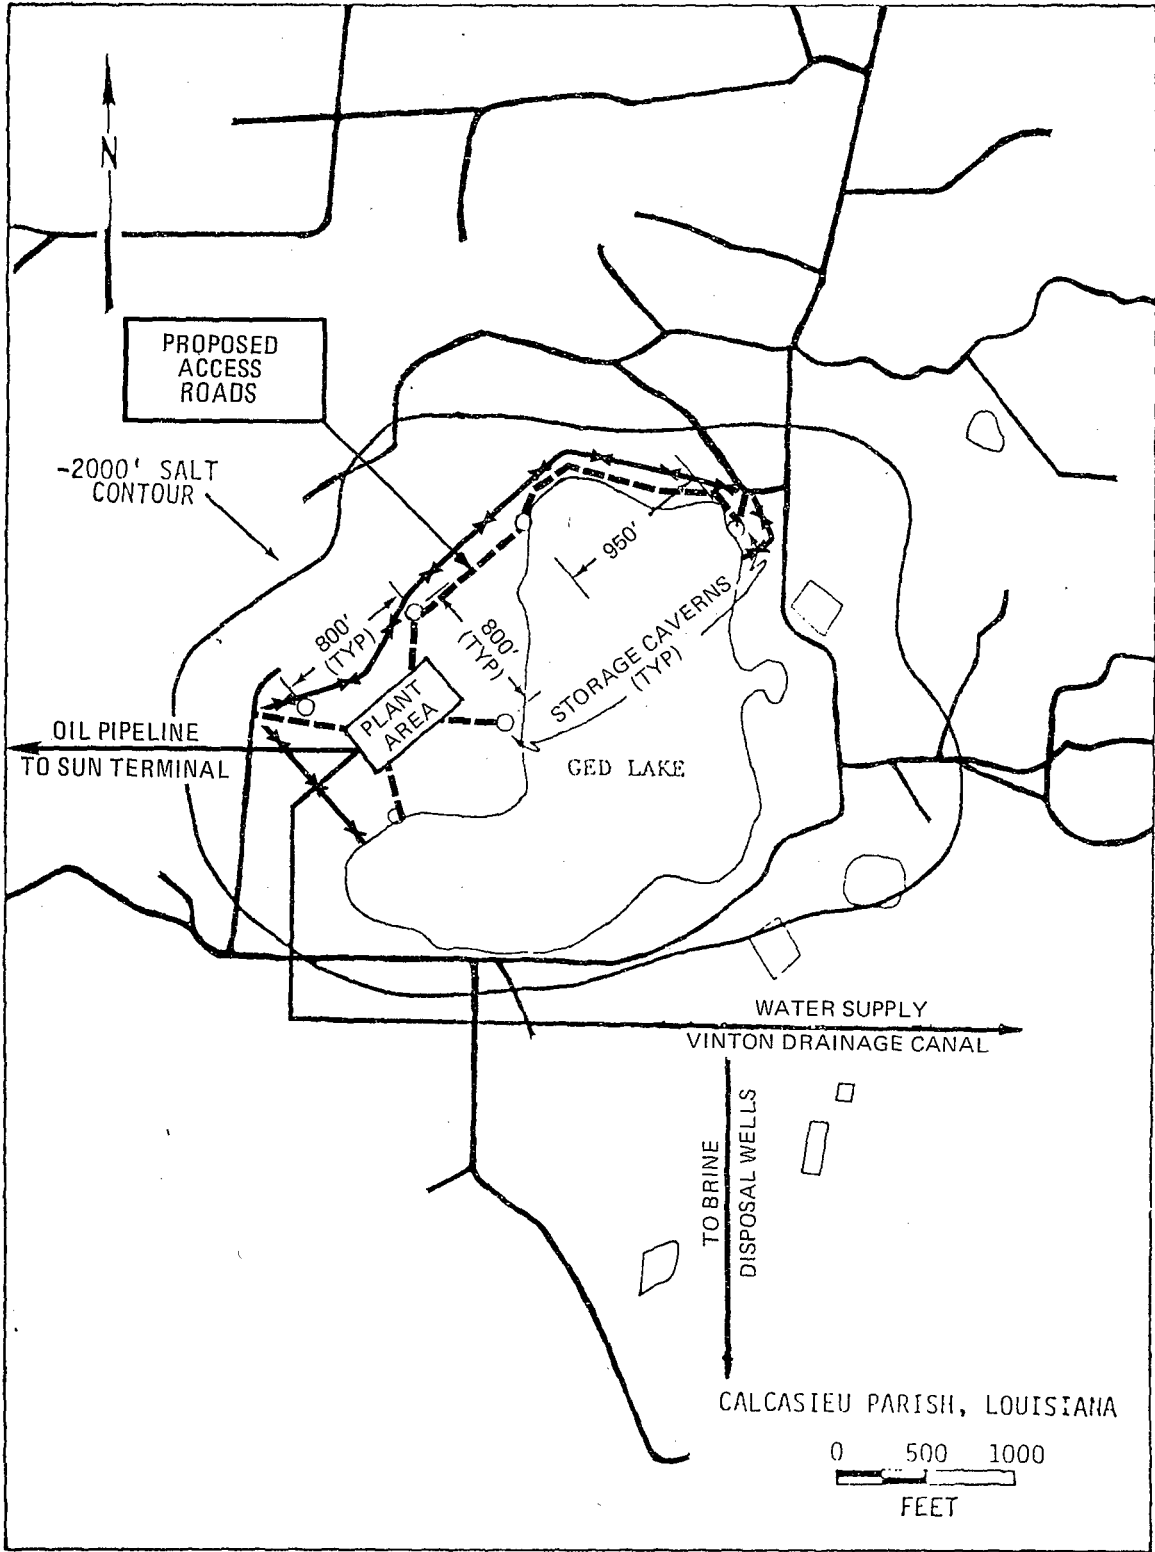 N
PROPOSED
ACCESS
ROADS
-2000' SALT
CONTOUR
950'
800'
(TYP)
800'
(TYP)
STORAGE CAVERNS
(TYP)
PLANT
AREA
OIL PIPELINE
TO SUN TERMINAL
GED LAKE
WATER SUPPLY
VINTON DRAINAGE CANAL
TO BRINE
DISPOSAL WELLS
CALCASIEU PARISH, LOUISIANA
0 500 1000
FEET